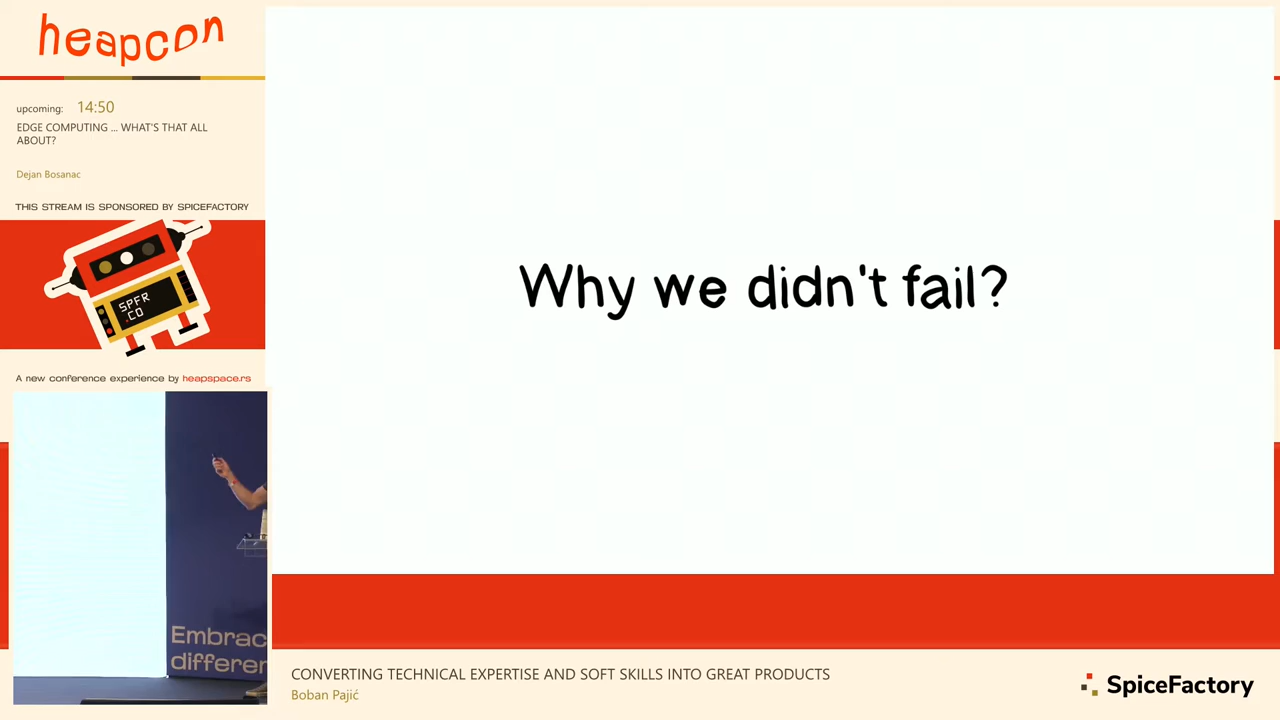 heapcon
upcoming: 14:50
EDGE COMPUTING ... WHAT'S THAT ALL
ABOUT?
Dejan Bosanac
THIS STREAM IS SPONSORED BY SPICEFACTORY
SPFR
.CO
A new conference experience by heapspace.rs
Embrac
differen
Why we didn't fail?
CONVERTING TECHNICAL EXPERTISE AND SOFT SKILLS INTO GREAT PRODUCTS
Boban Pajić
SpiceFactory